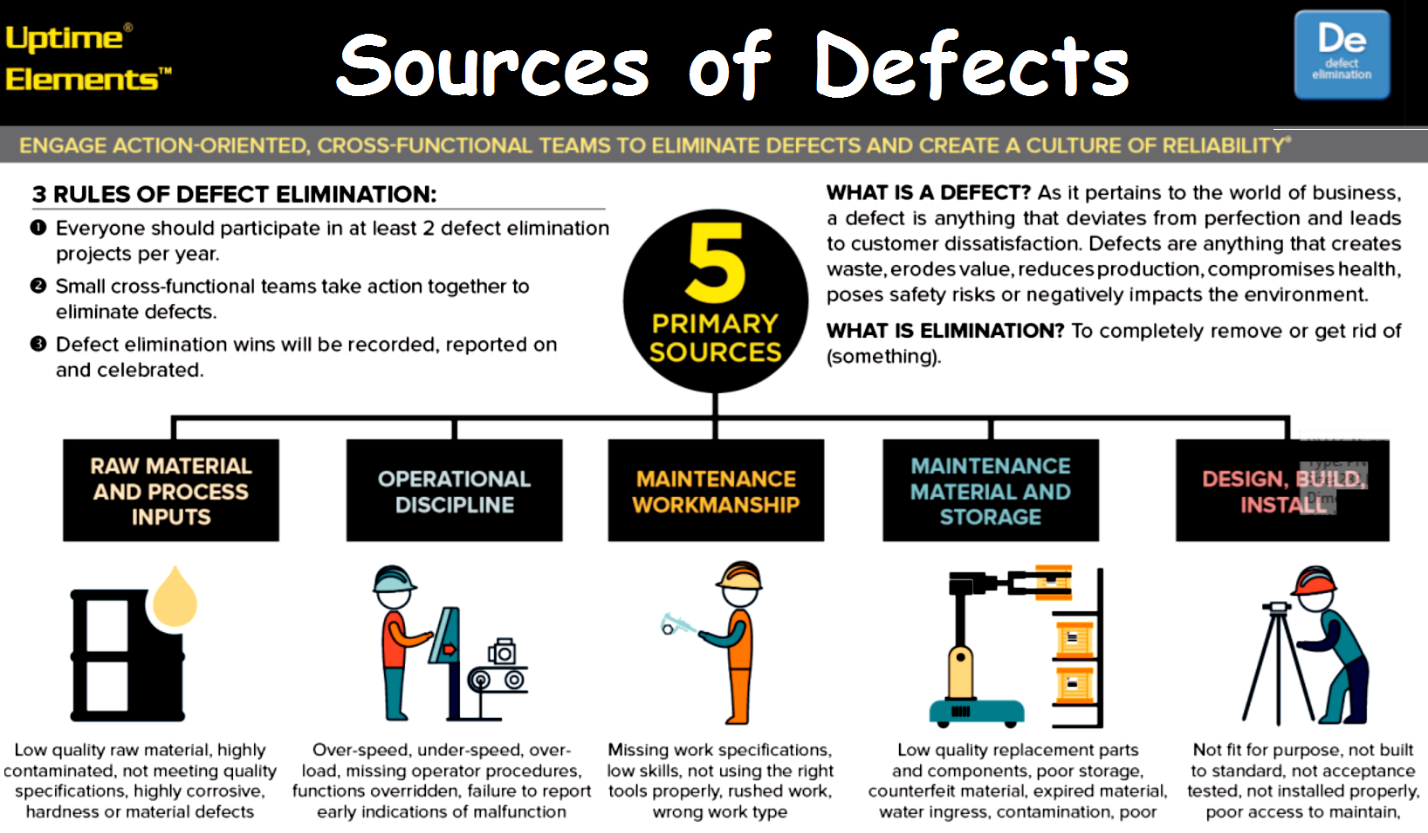 Uptime®
Elements™
Sources of Defects
De
defect
elimination
ENGAGE ACTION-ORIENTED, CROSS-FUNCTIONAL TEAMS TO ELIMINATE DEFECTS AND CREATE A CULTURE OF RELIABILITY®
3 RULES OF DEFECT ELIMINATION:
❶ Everyone should participate in at least 2 defect elimination
projects per year.
❷ Small cross-functional teams take action together to
eliminate defects.
❸ Defect elimination wins will be recorded, reported on
and celebrated.
5
PRIMARY
SOURCES
WHAT IS A DEFECT? As it pertains to the world of business,
a defect is anything that deviates from perfection and leads
to customer dissatisfaction. Defects are anything that creates
waste, erodes value, reduces production, compromises health,
poses safety risks or negatively impacts the environment.
WHAT IS ELIMINATION? To completely remove or get rid of
(something).
RAW MATERIAL
AND PROCESS
INPUTS
Low quality raw material, highly
contaminated, not meeting quality
specifications, highly corrosive,
hardness or material defects
OPERATIONAL
DISCIPLINE
Over-speed, under-speed, over-
load, missing operator procedures,
functions overridden, failure to report
early indications of malfunction
MAINTENANCE
WORKMANSHIP
Missing work specifications,
low skills, not using the right
tools properly, rushed work,
wrong work type
MAINTENANCE
MATERIAL AND
STORAGE
Low quality replacement parts
and components, poor storage,
counterfeit material, expired material,
water ingress, contamination, poor
DESIGN, BUILD,
INSTALL
Not fit for purpose, not built
to standard, not acceptance
tested, not installed properly,
poor access to maintain,